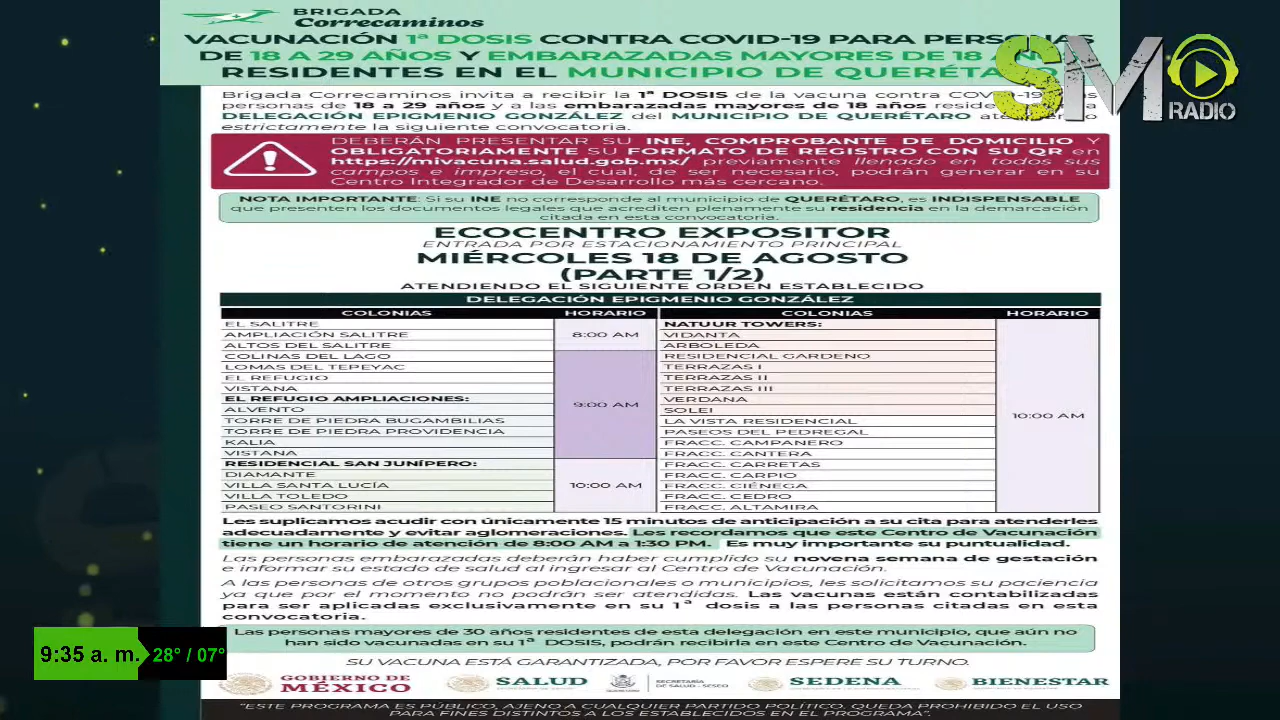 BRIGADA
Correcaminos
VACUNACIÓN 1ª DOSIS CONTRA COVID-19 PARA PERSONAS
DE 18 A 29 AÑOS Y EMBARAZADAS MAYORES DE 18
RESIDENTES EN EL MUNICIPIO DE QUERÉTARO
SM
RADIO
Brigada Correcaminos invita a recibir la 1ª DOSIS de la vacuna contra
personas de 18 a 29 años y a las embarazadas mayores de 18 años
DELEGACIÓN EPIGMENIO GONZÁLEZ del MUNICIPIO DE QUERÉTARO
estrictamente la siguiente convocatoria.
DEBERÁN PRESENTAR SU INE, COMPROBANTE DE DOMICILIO Y
OBLIGATORIAMENTE SU FORMATO DE REGISTRO CON SU QR en
https://mivacuna.salud.gob.mx/ previamente llenado en todos sus
campos e impreso, el cual, de ser necesario, podrán generar en su
Centro Integrador de Desarrollo más cercano.
NOTA IMPORTANTE: Si su INE no corresponde al municipio de QUERÉTARO, es INDISPENSABLE
que presenten los documentos legales que acrediten plenamente su residencia en la demarcación
citada en esta convocatoria.
ECOCENTRO EXPOSITOR
ENTRADA POR ESTACIONAMIENTO PRINCIPAL
MIÉRCOLES 18 DE AGOSTO
(PARTE 1/2)
ATENDIENDO EL SIGUIENTE ORDEN ESTABLECIDO
DELEGACIÓN EPIGMENIO GONZÁLEZ
COLONIAS HORARIO COLONIAS HORARIO
EL SALITRE
AMPLIACIÓN SALITRE
ALTOS DEL SALITRE
8:00 AM
COLINAS DEL LAGO
LOMAS DEL TEPEYAC
EL REFUGIO
VISTANA
EL REFUGIO AMPLIACIONES:
ALVENTO
TORRE DE PIEDRA BUGAMBILIAS
TORRE DE PIEDRA PROVIDENCIA
KALIA
VISTANA
9:00 AM
RESIDENCIAL SAN JUNÍPERO:
DIAMANTE
VILLA SANTA LUCÍA
VILLA TOLEDO
PASEO SANTORINI
10:00 AM
NATUUR TOWERS:
VIDANTA
ARBOLEDA
RESIDENCIAL GARDENO
TERRAZAS I
TERRAZAS II
TERRAZAS III
VERDANA
SOLEI
LA VISTA RESIDENCIAL
PASEOS DEL PEDREGAL
FRACC. CAMPANERO
FRACC. CANTERA
FRACC. CARRETAS
FRACC. CARPIO
FRACC. CIÉNEGA
FRACC. CEDRO
FRACC. ALTAMIRA
10:00 AM
Les suplicamos acudir con únicamente 15 minutos de anticipación a su cita para atenderles
adecuadamente y evitar aglomeraciones. Les recordamos que este Centro de Vacunación
tiene un horario de atención de 8:00 AM a 1:30 PM. Es muy importante su puntualidad.
Las personas embarazadas deberán haber cumplido su novena semana de gestación
e informar su estado de salud al ingresar al Centro de Vacunación.
A las personas de otros grupos poblacionales o municipios, les solicitamos su paciencia
ya que por el momento no podrán ser atendidas. Las vacunas están contabilizadas
para ser aplicadas exclusivamente en su 1ª dosis a las personas citadas en esta
convocatoria.
Las personas mayores de 30 años residentes de esta delegación en este municipio, que aún no
han sido vacunadas en su 1ª DOSIS, podrán recibirla en este Centro de Vacunación.
SU VACUNA ESTÁ GARANTIZADA, POR FAVOR ESPERE SU TURNO.
GOBIERNO DE
MÉXICO
SALUD
SECRETARÍA
DE SALUD - SESEQ
SEDENA
BIENESTAR
"ESTE PROGRAMA ES PÚBLICO, AJENO A CUALQUIER PARTIDO POLÍTICO. QUEDA PROHIBIDO EL USO
PARA FINES DISTINTOS A LOS ESTABLECIDOS EN EL PROGRAMA".
9:35 a. m. 28° / 07°